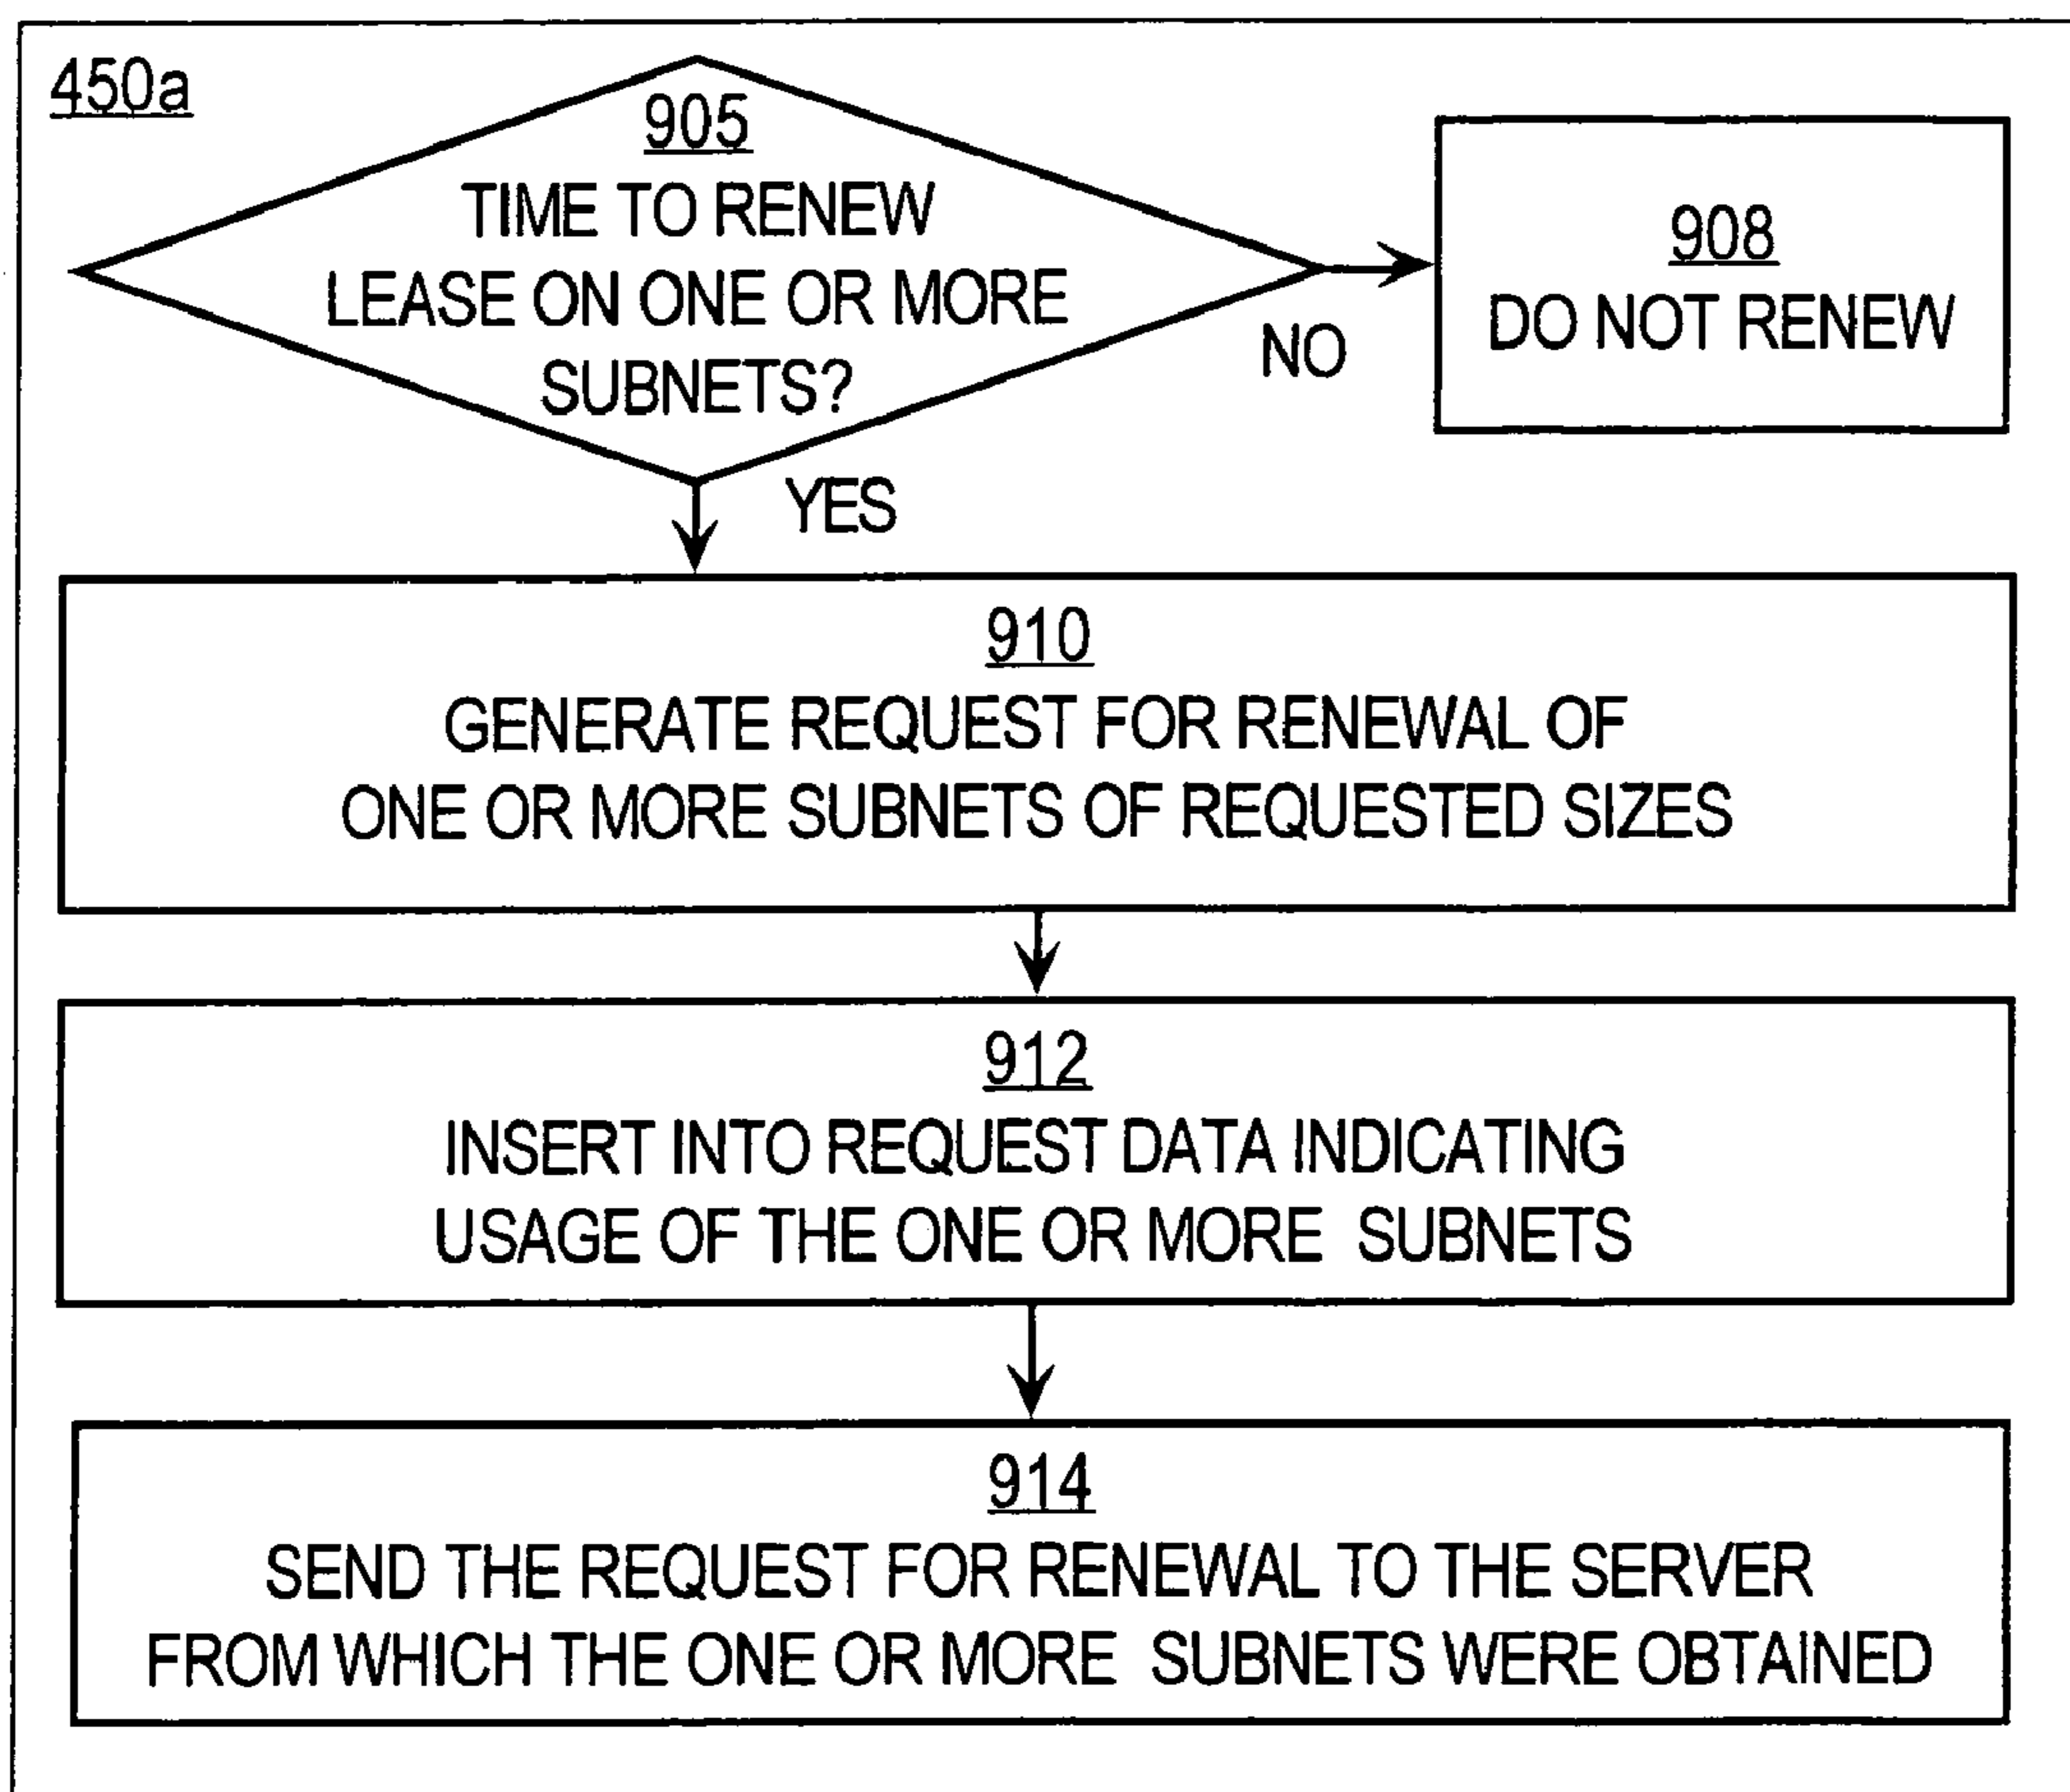 450a
905
TIME TO RENEW
LEASE ON ONE OR MORE
SUBNETS?
NO
908
DO NOT RENEW
YES
910
GENERATE REQUEST FOR RENEWAL OF
ONE OR MORE SUBNETS OF REQUESTED SIZES
912
INSERT INTO REQUEST DATA INDICATING
USAGE OF THE ONE OR MORE SUBNETS
914
SEND THE REQUEST FOR RENEWAL TO THE SERVER
FROM WHICH THE ONE OR MORE SUBNETS WERE OBTAINED